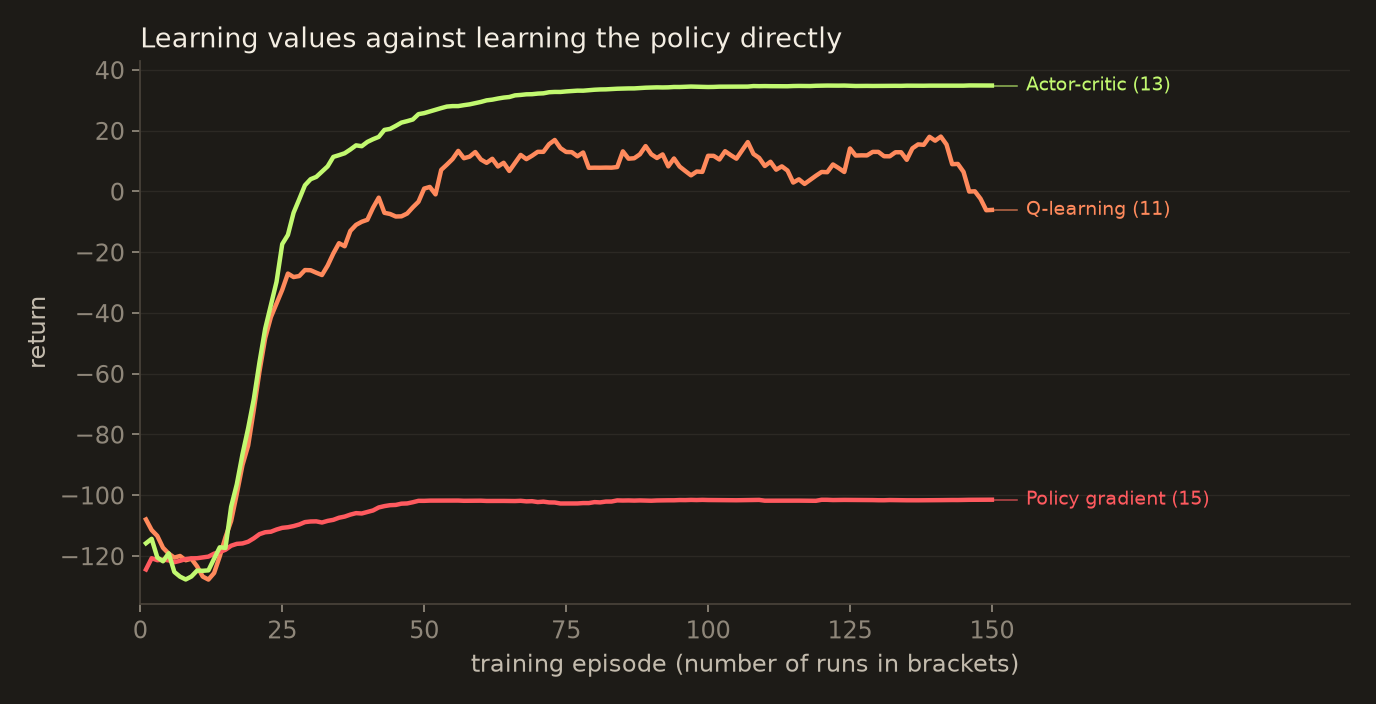 Learning values against learning the policy directly
40
20
0
−20
−40
−60
−80
−100
−120
return
Actor-critic (13)
Q-learning (11)
Policy gradient (15)
0 25 50 75 100 125 150
training episode (number of runs in brackets)